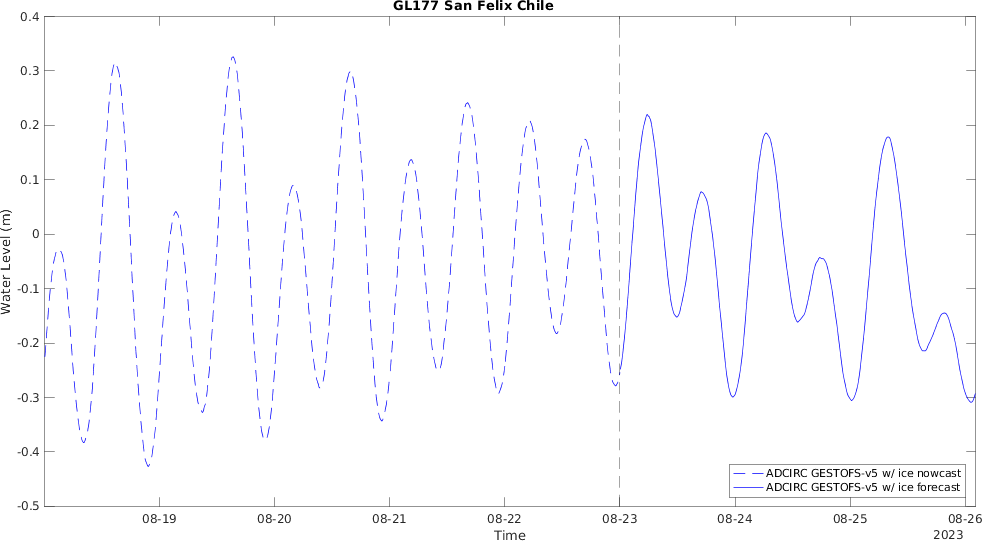 GL177 San Felix Chile
0.4
0.3
0.2
0.1
0
-0.1
-0.2
-0.3
-0.4
-0.5
Water Level (m)
ADCIRC GESTOFS-v5 w/ ice nowcast
ADCIRC GESTOFS-v5 w/ ice forecast
08-19 08-20 08-21 08-22 08-23 08-24 08-25 08-26
Time
2023